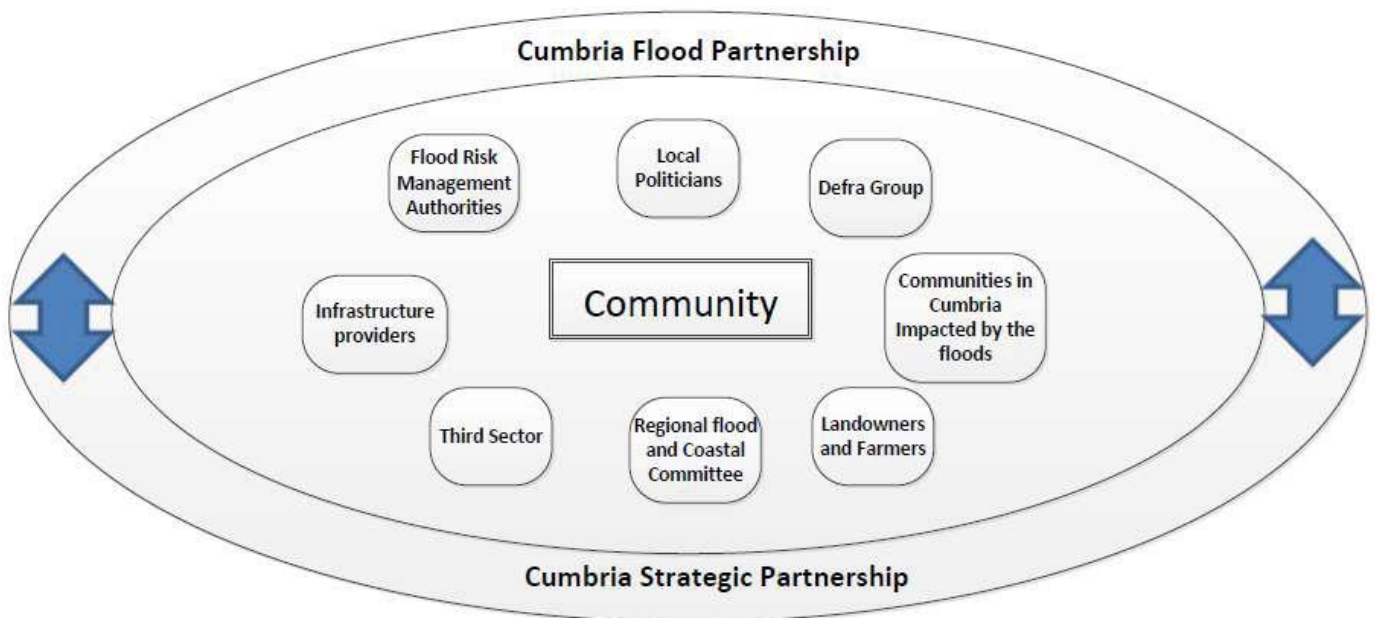 Cumbria Flood Partnership
Flood Risk
Management
Authorities
Local
Politicians
Defra Group
Infrastructure
providers
Community
Communities in
Cumbria
Impacted by the
floods
Third Sector
Regional flood
and Coastal
Committee
Landowners
and Farmers
Cumbria Strategic Partnership